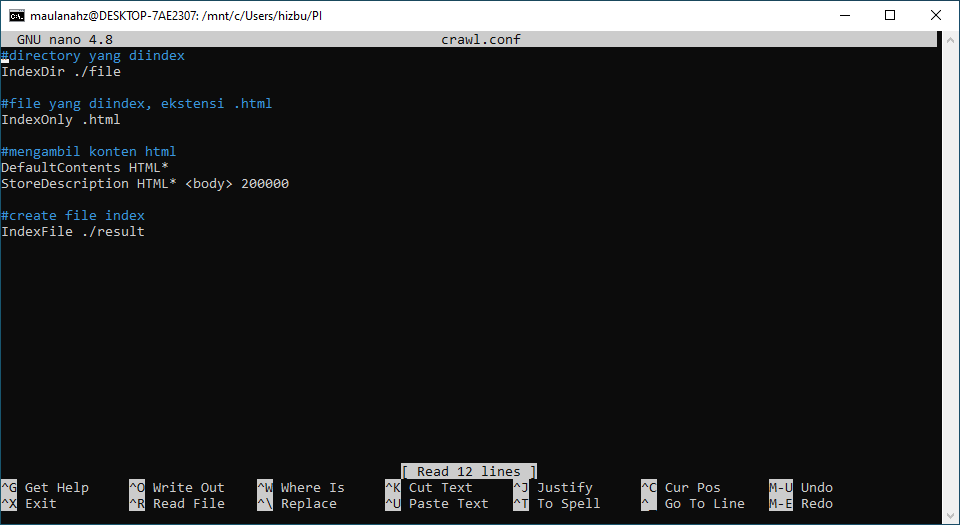 maulanahz@DESKTOP-7AE2307: /mnt/c/Users/hizbu/PI
GNU nano 4.8 crawl.conf
#directory yang diindex
IndexDir ./file
#file yang diindex, ekstensi .html
IndexOnly .html
#mengambil konten html
DefaultContents HTML*
StoreDescription HTML* <body> 200000
#create file index
IndexFile ./result
[ Read 12 lines ]
^G Get Help ^O Write Out ^W Where Is ^K Cut Text ^J Justify ^C Cur Pos M-U Undo
^X Exit ^R Read File ^\ Replace ^U Paste Text ^T To Spell ^_ Go To Line M-E Redo